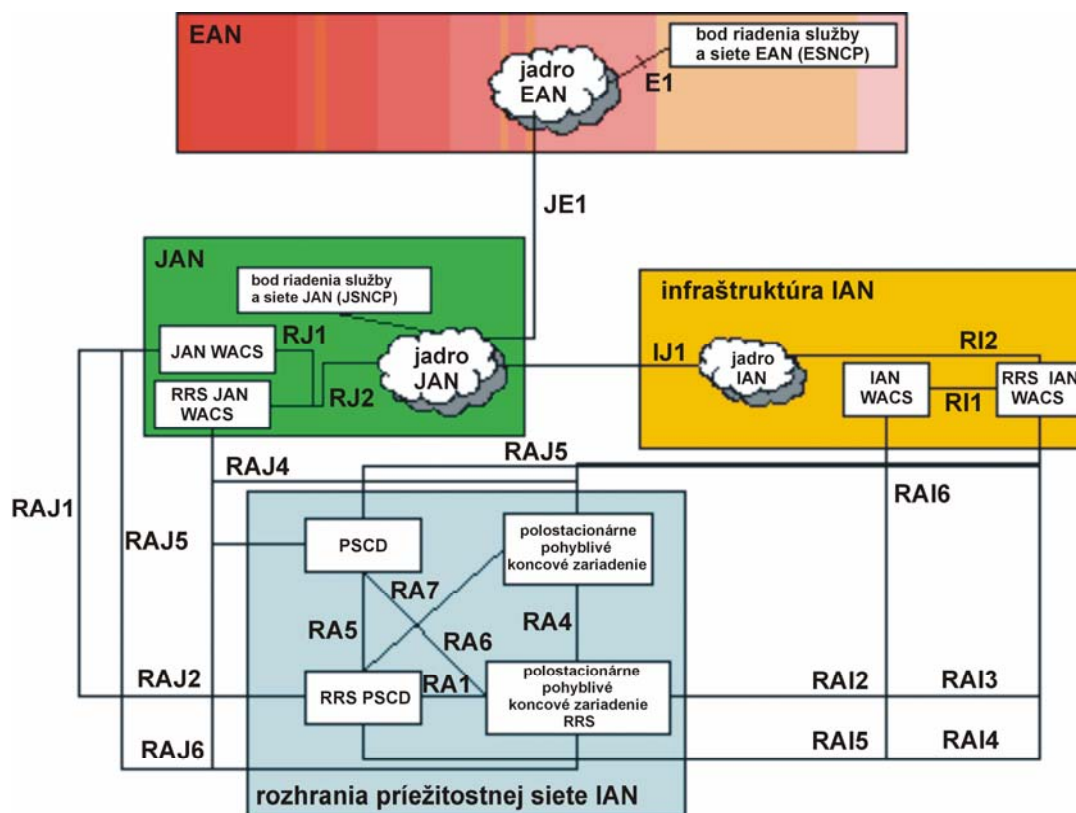 EAN
bod riadenia služby
a siete EAN (ESNCP)
jadro
EAN
E1
JE1
JAN
bod riadenia služby
a siete JAN (JSNCP)
infraštruktúra IAN
JAN WACS
RJ1
RRS JAN
WACS
RJ2
jadro
JAN
IJ1
jadro
IAN
RI2
IAN
WACS
RI1
RRS IAN
WACS
RAJ4
RAJ5
RAI6
RAJ1
RAJ5
PSCD
polostacionárne
pohyblivé
koncové zariadenie
RA7
RA5
RA6
RA4
RAJ2
RRS PSCD
RA1
polostacionárne
pohyblivé
koncové zariadenie
RRS
RAI2
RAI3
RAJ6
RAI5
RAI4
rozhrania príežitostnej siete IAN